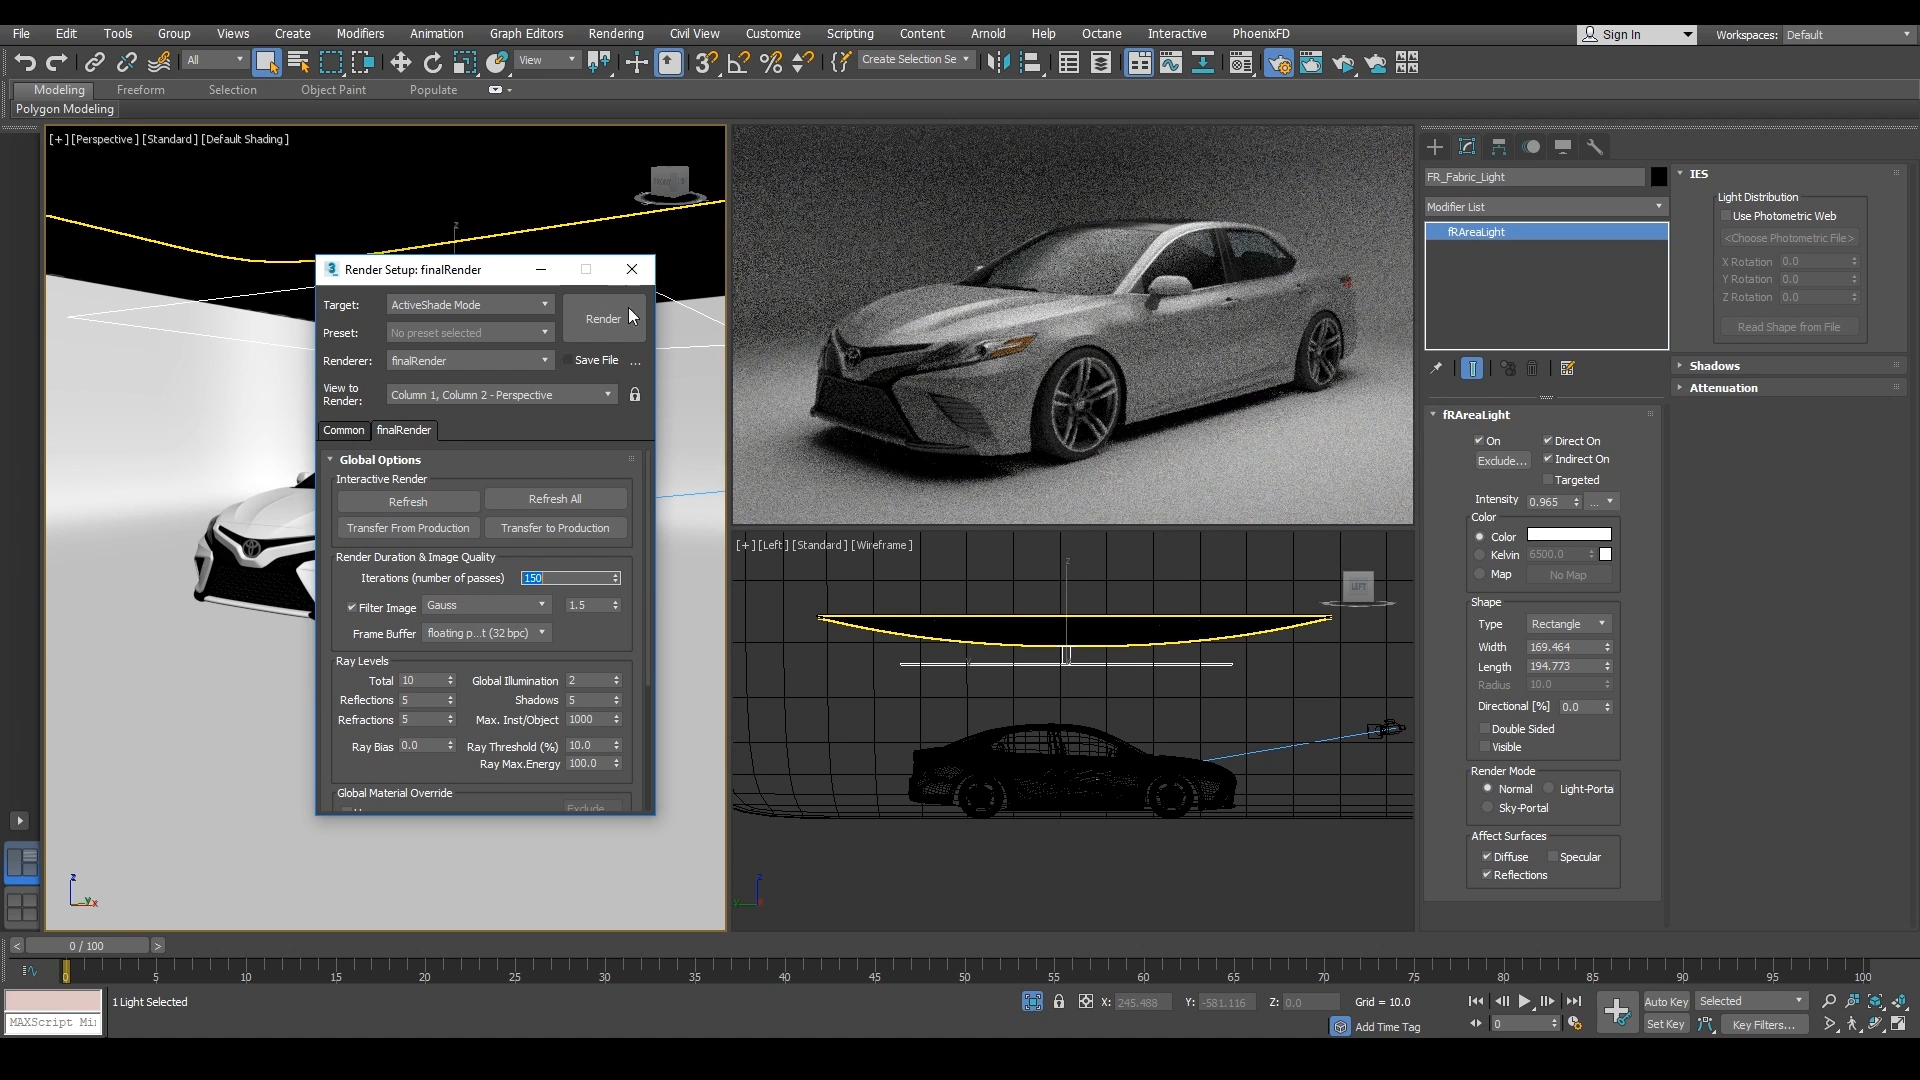 File Edit Tools Group Views Create Modifiers Animation Graph Editors Rendering Civil View Customize Scripting Content Arnold Help Octane Interactive PhoenixFD
Sign In Workspaces: Default
All View Create Selection Se
Modeling Freeform Selection Object Paint Populate
Polygon Modeling
[+] [Perspective] [Standard] [Default Shading]
Render Setup: finalRender
Target: ActiveShade Mode
Render
Preset: No preset selected
Renderer: finalRender Save File ...
View to Render: Column 1, Column 2 - Perspective
Common finalRender
Global Options
Interactive Render
Refresh Refresh All
Transfer From Production Transfer to Production
Render Duration & Image Quality
Iterations (number of passes) 150
Filter Image Gauss 1.5
Frame Buffer floating p...t (32 bpc)
Ray Levels
Total 10 Global Illumination 2
Reflections 5 Shadows 5
Refractions 5 Max. Inst/Object 1000
Ray Bias 0.0 Ray Threshold (%) 10.0
Ray Max.Energy 100.0
Global Material Override
Exclude
[+] [Left] [Standard] [Wireframe]
LEFT
z
FR_Fabric_Light
Modifier List
fRAreaLight
fRAreaLight
On Direct On
Exclude... Indirect On
Targeted
Intensity 0.965 ...
Color
Color
Kelvin 6500.0
Map No Map
Shape
Type Rectangle
Width 169.464
Length 194.773
Radius 10.0
Directional [%] 0.0
Double Sided
Visible
Render Mode
Normal Light-Porta
Sky-Portal
Affect Surfaces
Diffuse Specular
Reflections
IES
Light Distribution
Use Photometric Web
<Choose Photometric File>
X Rotation 0.0
Y Rotation 0.0
Z Rotation 0.0
Read Shape from File
Shadows
Attenuation
< 0 / 100 >
0 5 10 15 20 25 30 35 40 45 50 55 60 65 70 75 80 85 90 95 100
1 Light Selected
MAXScript Mi
X: 245.488 Y: -581.116 Z: 0.0 Grid = 10.0
Add Time Tag
0
Auto Key Selected
Set Key Key Filters...